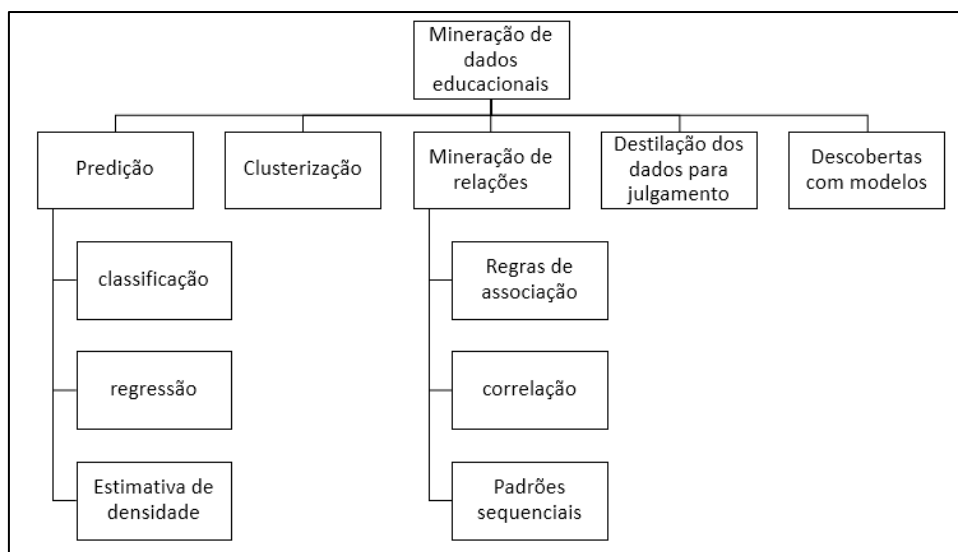 Mineração de
dados
educacionais
Predição
Clusterização
Mineração de
relações
Destilação dos
dados para
julgamento
Descobertas
com modelos
classificação
Regras de
associação
regressão
correlação
Estimativa de
densidade
Padrões
sequenciais